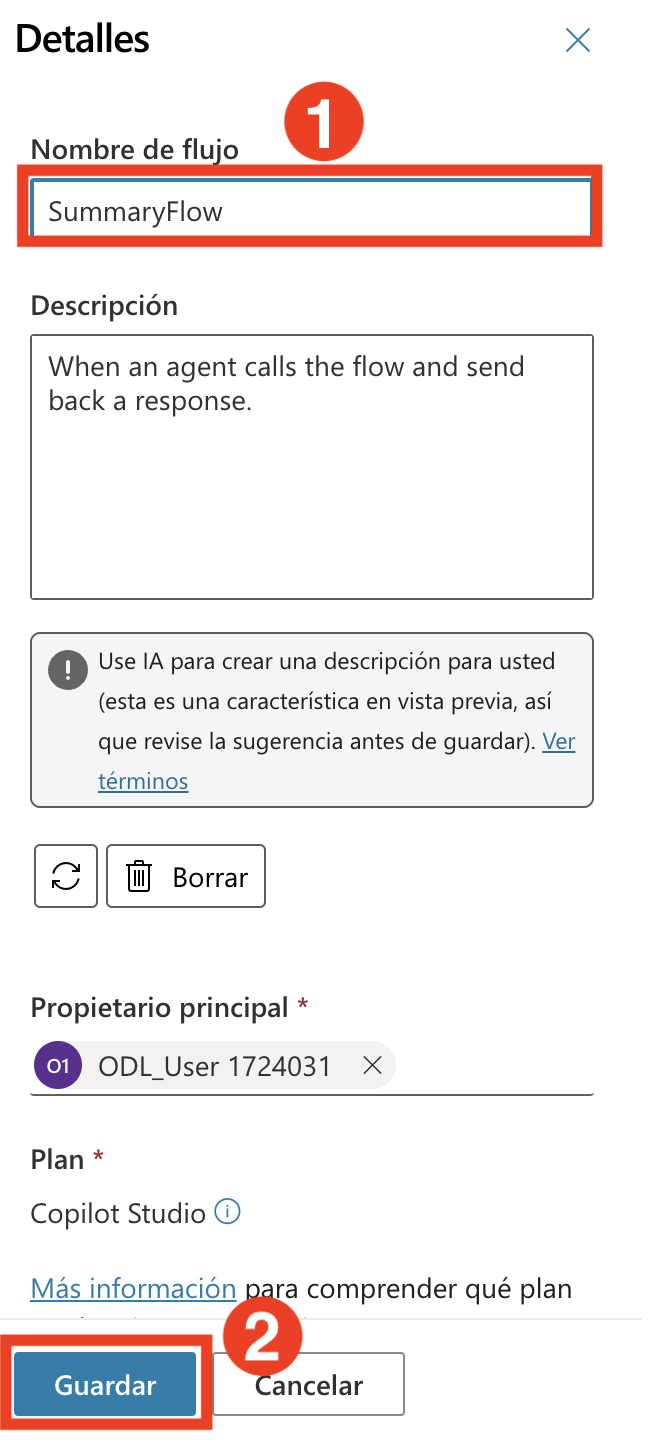 Detalles
1
Nombre de flujo
SummaryFlow
Descripción
When an agent calls the flow and send
back a response.
!
Use IA para crear una descripción para usted
(esta es una característica en vista previa, así
que revise la sugerencia antes de guardar). Ver
términos
Borrar
Propietario principal *
O1 ODL_User 1724031
Plan *
Copilot Studio
Más información para comprender qué plan
2
Guardar Cancelar